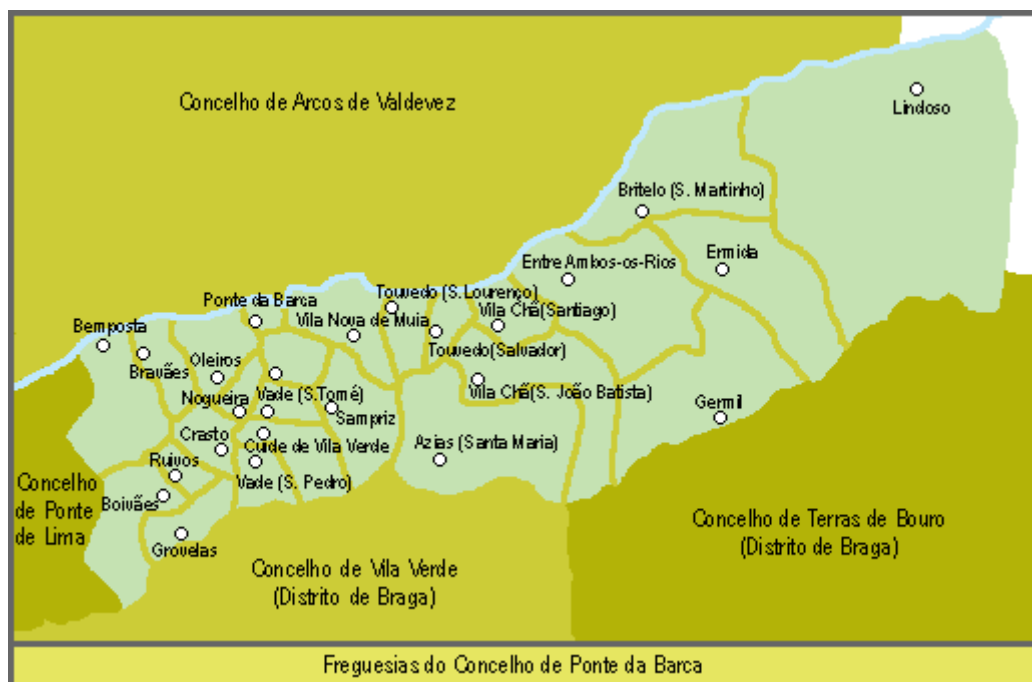 Concelho de Arcos de Valdevez
Lindoso
Britelo (S. Martinho)
Ermida
Entre Ambos-os-Rios
Touvedo (S. Lourenço)
Ponte da Barca
Vila Chã (Santiago)
Vila Nova de Muia
Bemposta
Touvedo (Salvador)
Oleiros
Bravães
Vila Chã (S. João Batista)
Vade (S. Tomé)
Nogueira
Sampriz
Germil
Crasto
Cuide de Vila Verde
Azias (Santa Maria)
Ruivos
Vade (S. Pedro)
Boivães
Grovelas
Concelho
de Ponte
de Lima
Concelho de Terras de Bouro
(Distrito de Braga)
Concelho de Vila Verde
(Distrito de Braga)
Freguesias do Concelho de Ponte da Barca